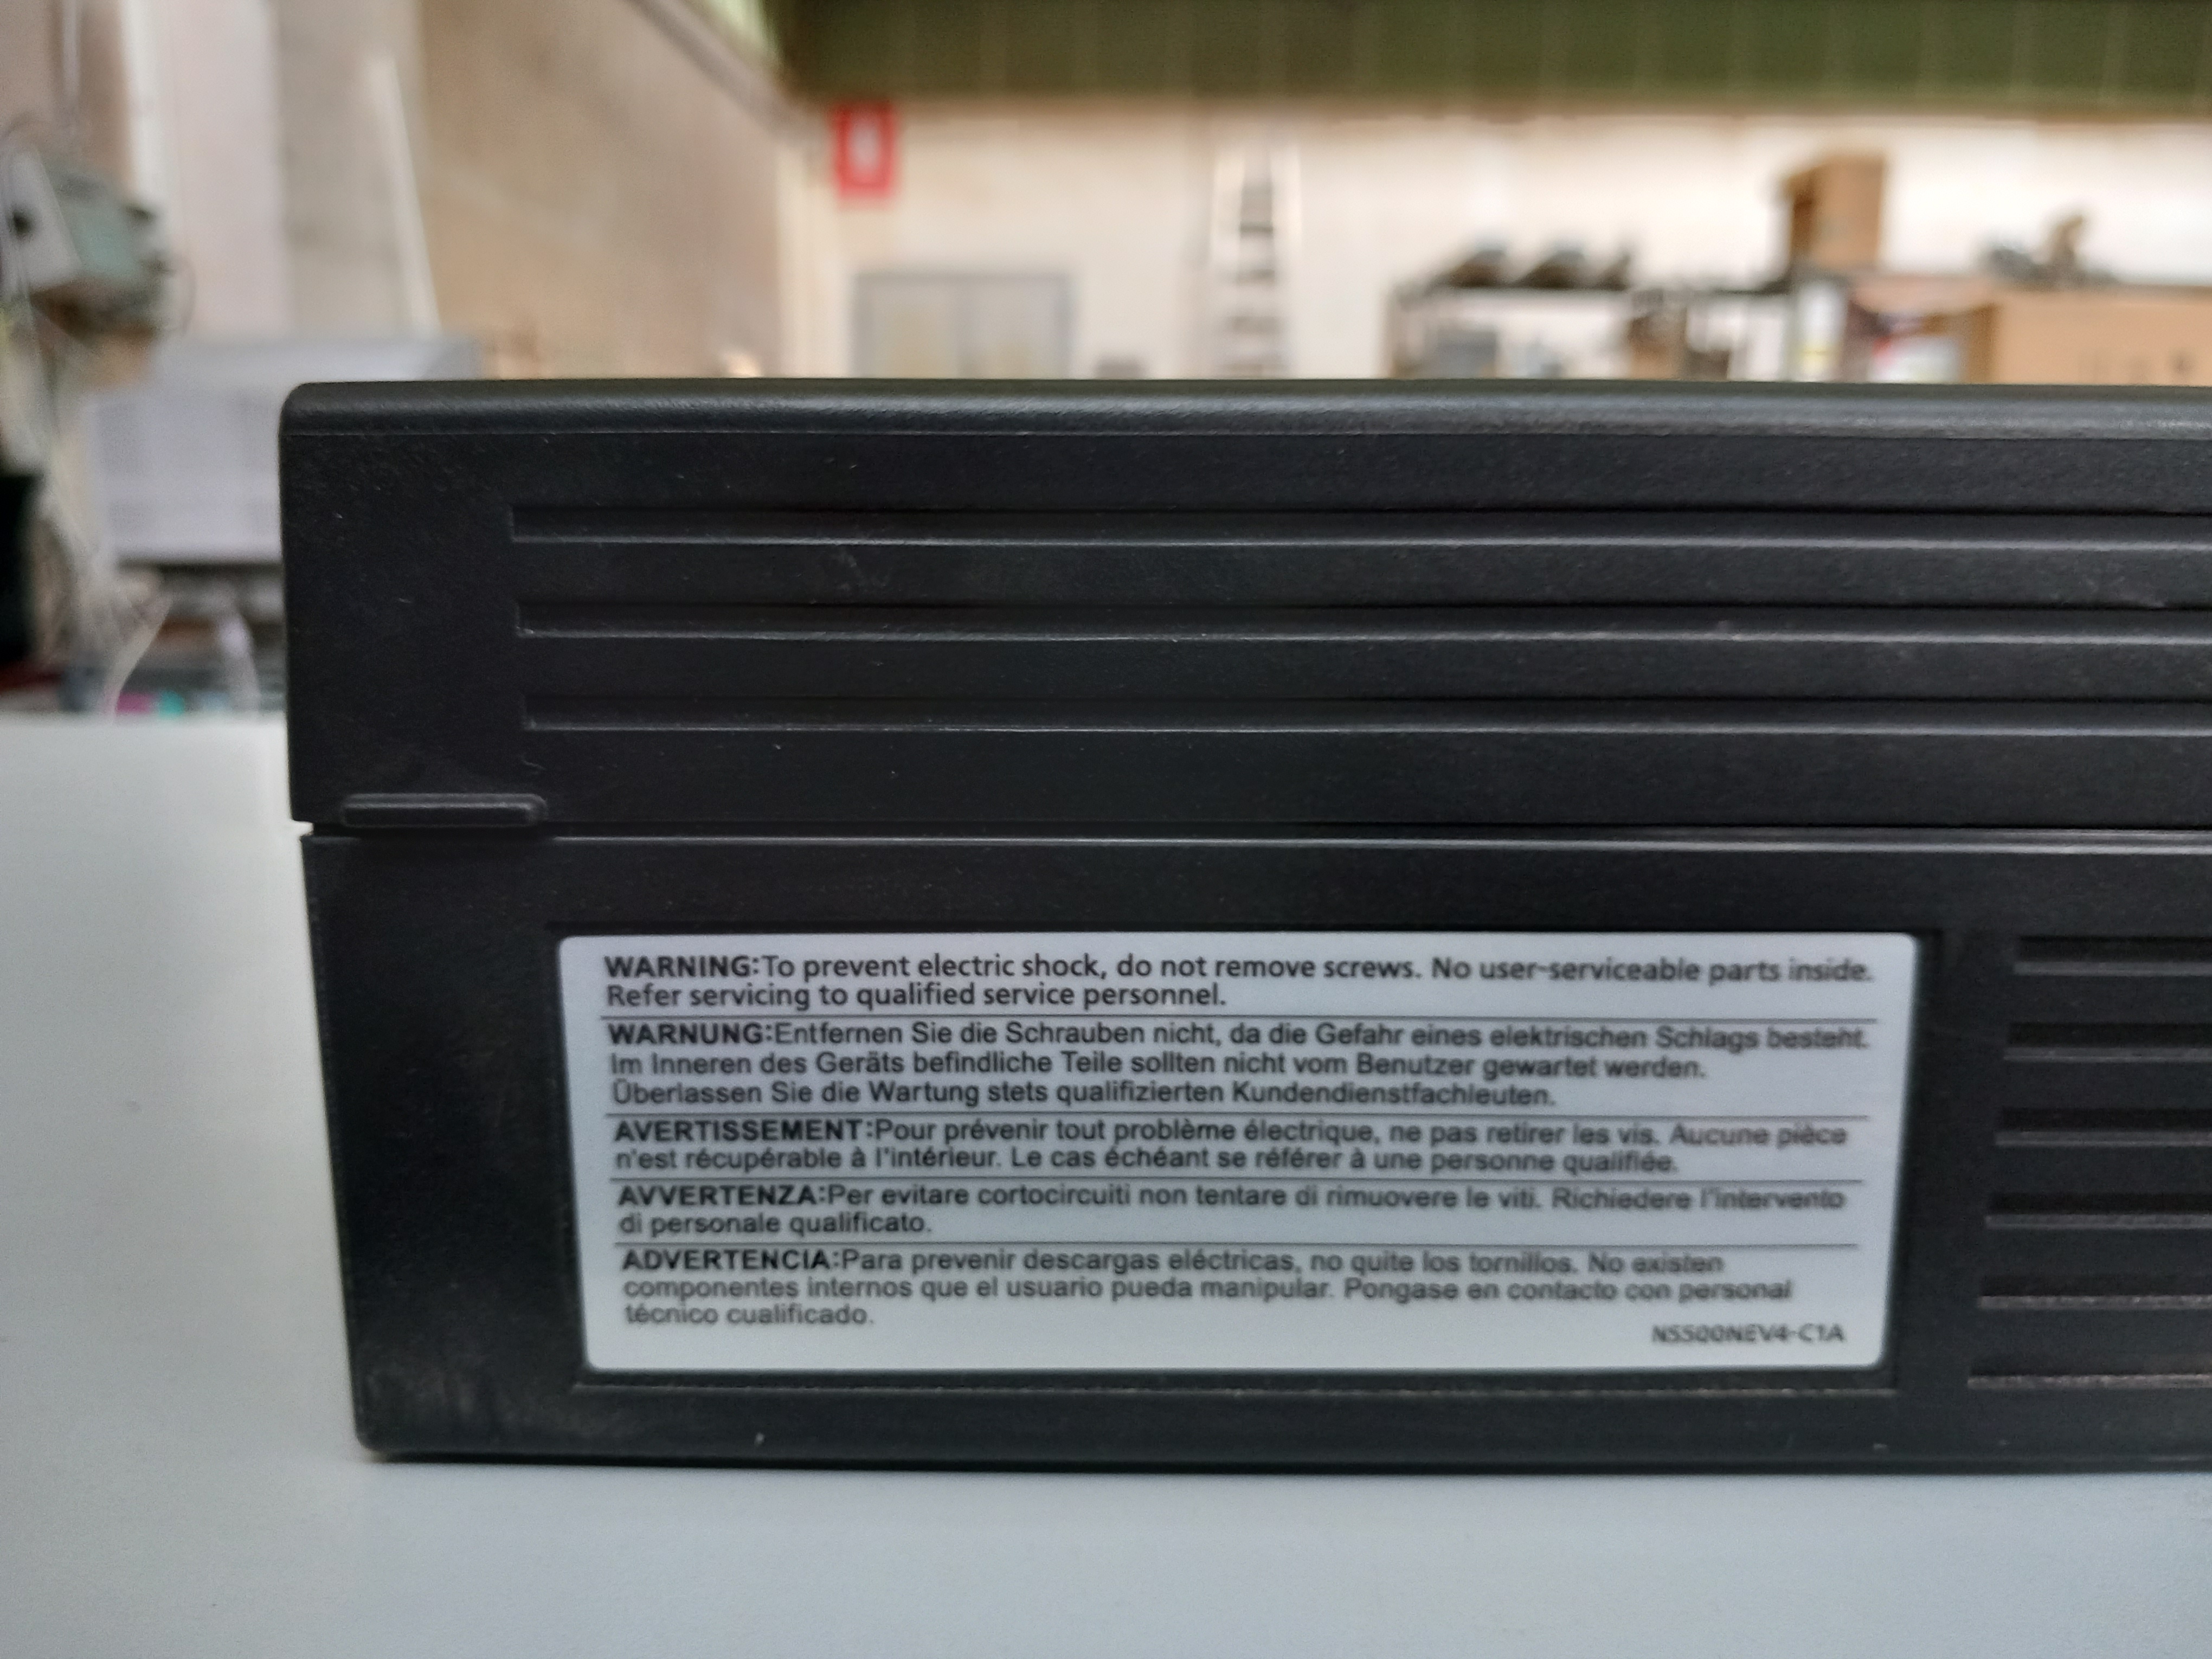 WARNING:To prevent electric shock, do not remove screws. No user-serviceable parts inside.
Refer servicing to qualified service personnel.
WARNUNG:Entfernen Sie die Schrauben nicht, da die Gefahr eines elektrischen Schlags besteht.
Im Inneren des Geräts befindliche Teile sollten nicht vom Benutzer gewartet werden.
Überlassen Sie die Wartung stets qualifizierten Kundendienstfachleuten.
AVERTISSEMENT:Pour prévenir tout problème électrique, ne pas retirer les vis. Aucune pièce
n'est récupérable à l'intérieur. Le cas échéant se référer à une personne qualifiée.
AVVERTENZA:Per evitare cortocircuiti non tentare di rimuovere le viti. Richiedere l'intervento
di personale qualificato.
ADVERTENCIA:Para prevenir descargas eléctricas, no quite los tornillos. No existen
componentes internos que el usuario pueda manipular. Pongase en contacto con personal
técnico cualificado.
NS500NEV4-C1A